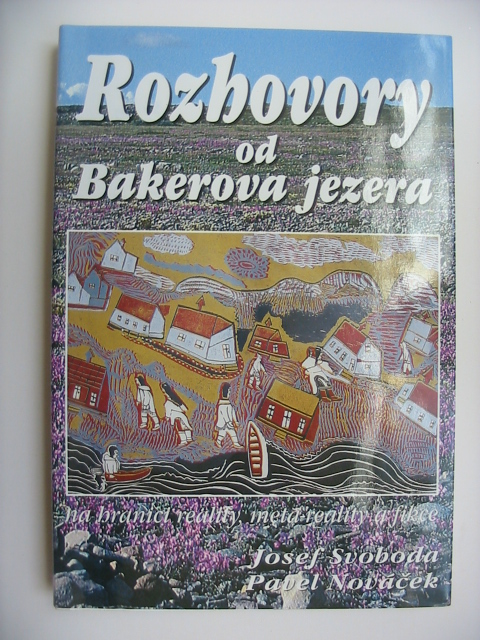 Rozhovory
od
Bakerova jezera
na hranici reality meta-reality a fikce
Josef Svoboda
Pavel Nováček